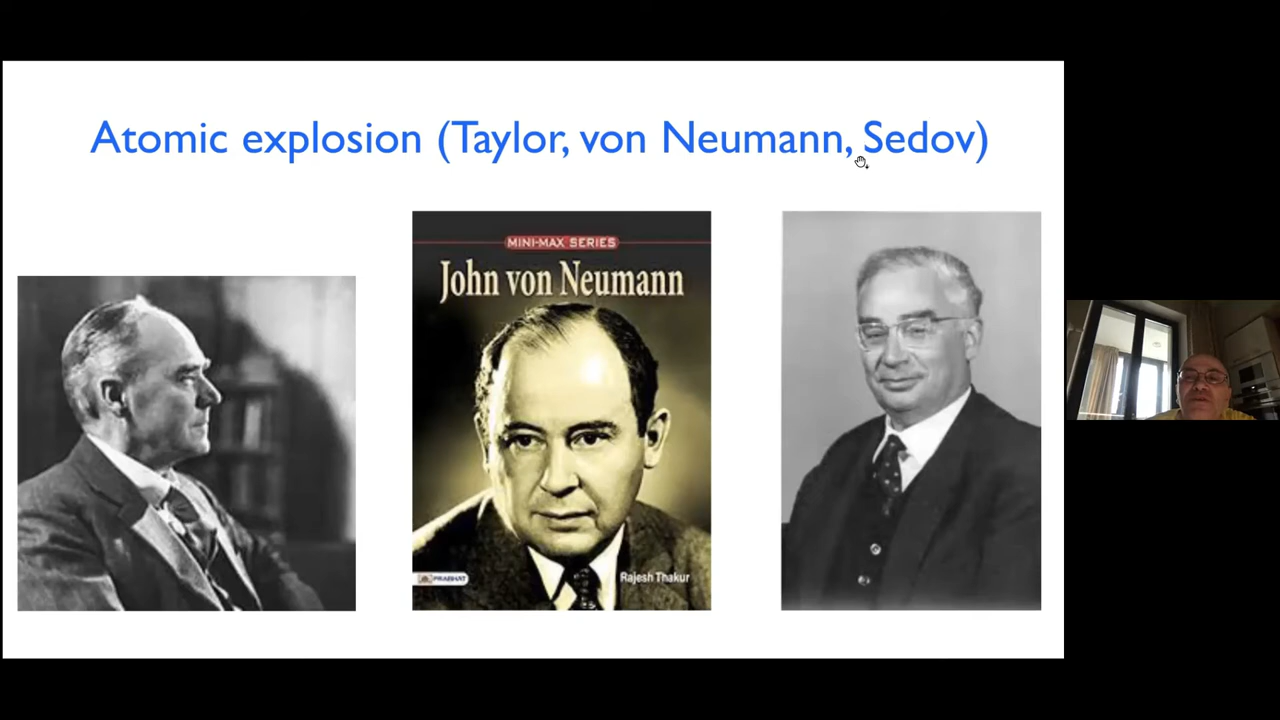 Atomic explosion (Taylor, von Neumann, Sedov)
MINI-MAX SERIES
John von Neumann
PRABHAT
Rajesh Thakur